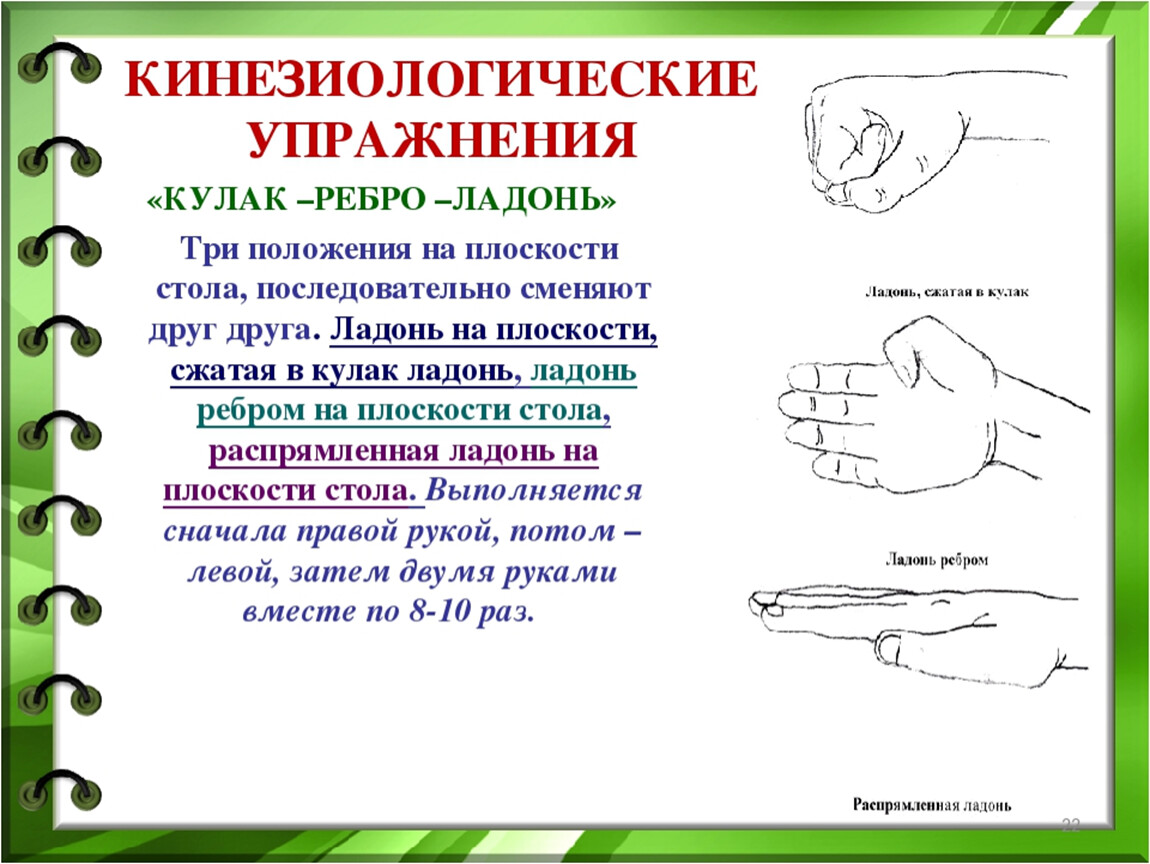 КИНЕЗИОЛОГИЧЕСКИЕ
УПРАЖНЕНИЯ
«КУЛАК –РЕБРО –ЛАДОНЬ»
Три положения на плоскости
стола, последовательно сменяют
друг друга. Ладонь на плоскости,
сжатая в кулак ладонь, ладонь
ребром на плоскости стола,
распрямленная ладонь на
плоскости стола. Выполняется
сначала правой рукой, потом –
левой, затем двумя руками
вместе по 8-10 раз.
Ладонь, сжатая в кулак
Ладонь ребром
Распрямленная ладонь
22